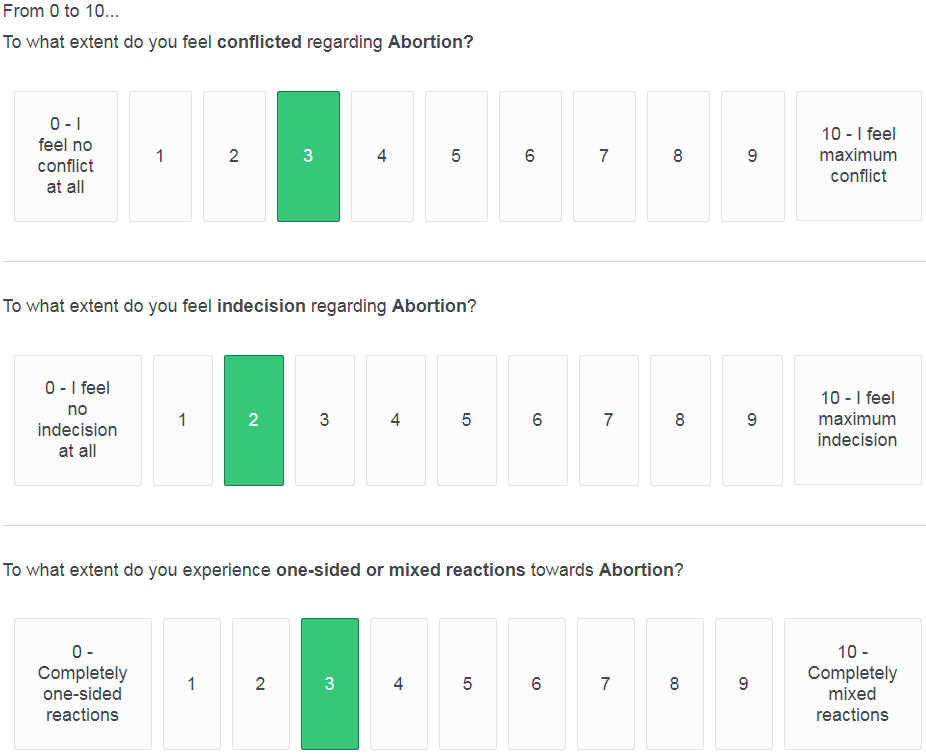 From 0 to 10...
To what extent do you feel conflicted regarding Abortion?
0 - I
feel no
conflict
at all
1
2
3
4
5
6
7
8
9
10 - I feel
maximum
conflict
To what extent do you feel indecision regarding Abortion?
0 - I feel
no
indecision
at all
1
2
3
4
5
6
7
8
9
10 - I feel
maximum
indecision
To what extent do you experience one-sided or mixed reactions towards Abortion?
0 -
Completely
one-sided
reactions
1
2
3
4
5
6
7
8
9
10 -
Completely
mixed
reactions